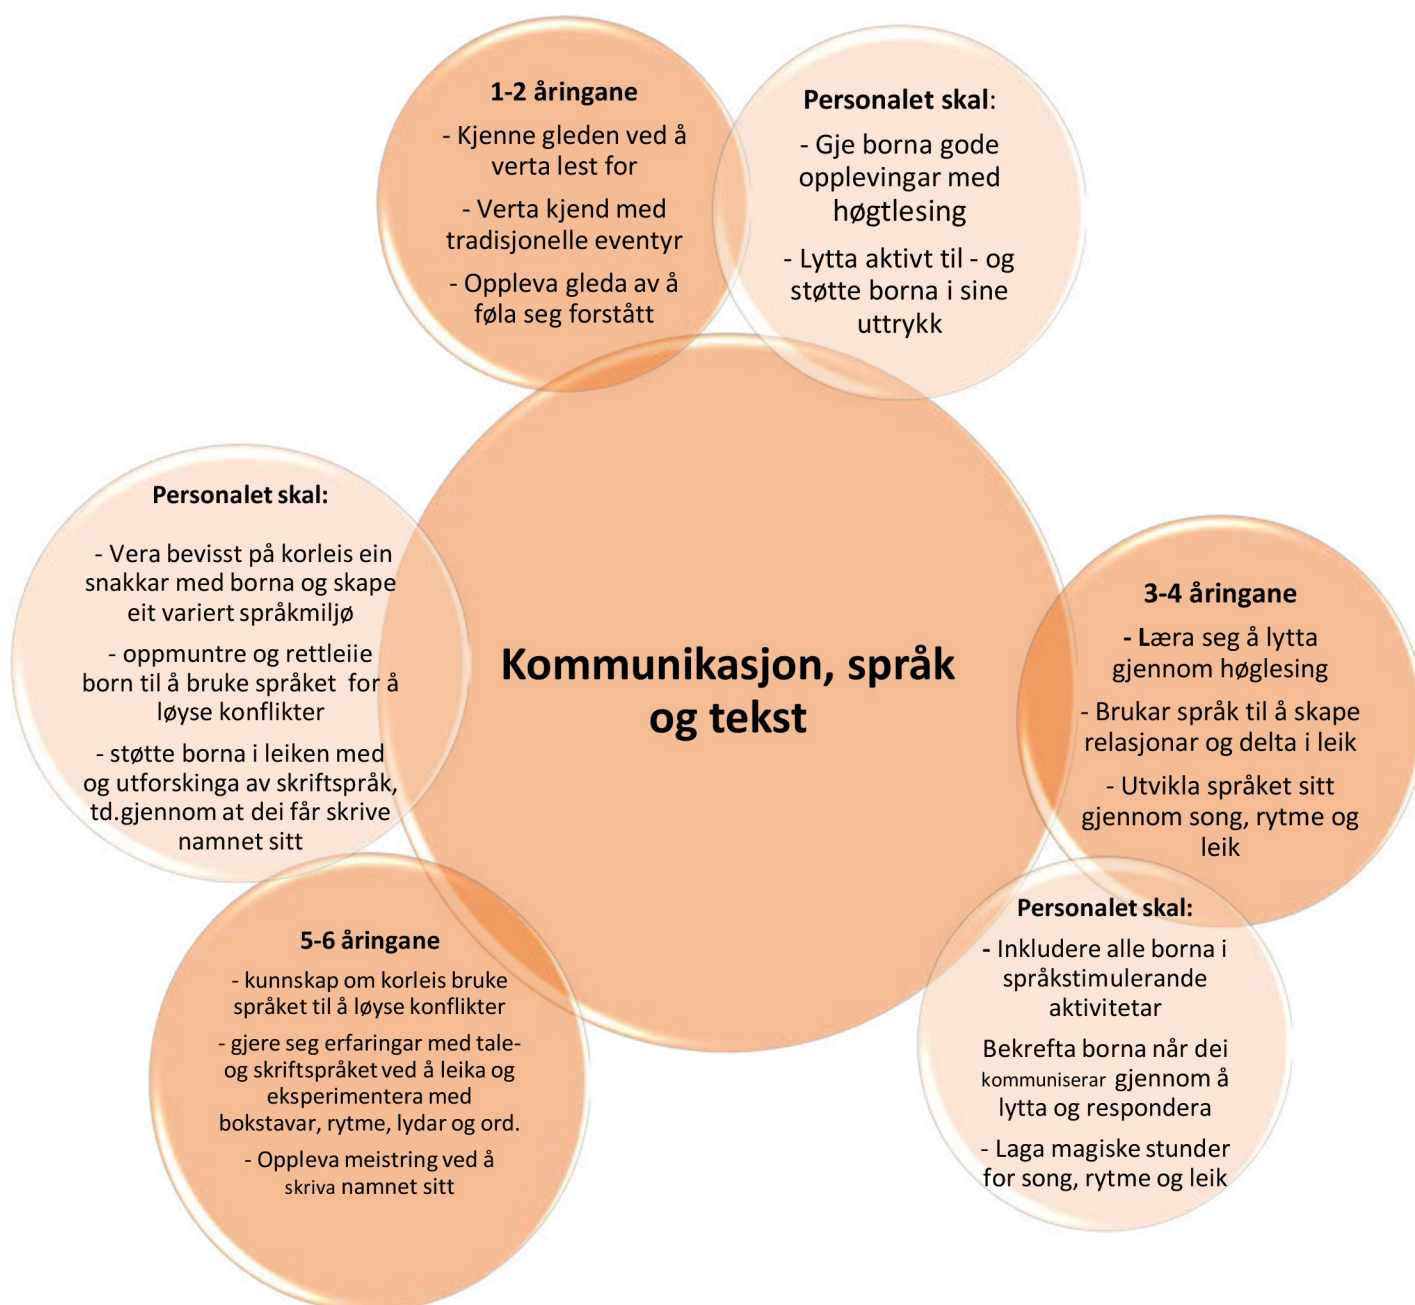 1-2 åringane
- Kjenne gleden ved å
verta lest for
- Verta kjend med
tradisjonelle eventyr
- Oppleva gleda av å
føla seg forstått
Personalet skal:
- Gje borna gode
opplevingar med
høgtlesing
- Lytta aktivt til - og
støtte borna i sine
uttrykk
Kommunikasjon, språk
og tekst
3-4 åringane
- Læra seg å lytta
gjennom høglesing
- Brukar språk til å skape
relasjonar og delta i leik
- Utvikla språket sitt
gjennom song, rytme og
leik
Personalet skal:
- Inkludere alle borna i
språkstimulerande
aktivitetar
Bekrefta borna når dei
kommuniserar gjennom å
lytta og respondera
- Laga magiske stunder
for song, rytme og leik
5-6 åringane
- kunnskap om korleis bruke
språket til å løyse konflikter
- gjere seg erfaringar med tale-
og skriftspråket ved å leika og
eksperimentera med
bokstavar, rytme, lydar og ord.
- Oppleva meistring ved å
skriva namnet sitt
Personalet skal:
- Vera bevisst på korleis ein
snakkar med borna og skape
eit variert språkmiljø
- oppmuntre og rettleiie
born til å bruke språket for å
løyse konflikter
- støtte borna i leiken med
og utforskinga av skriftspråk,
td.gjennom at dei får skrive
namnet sitt